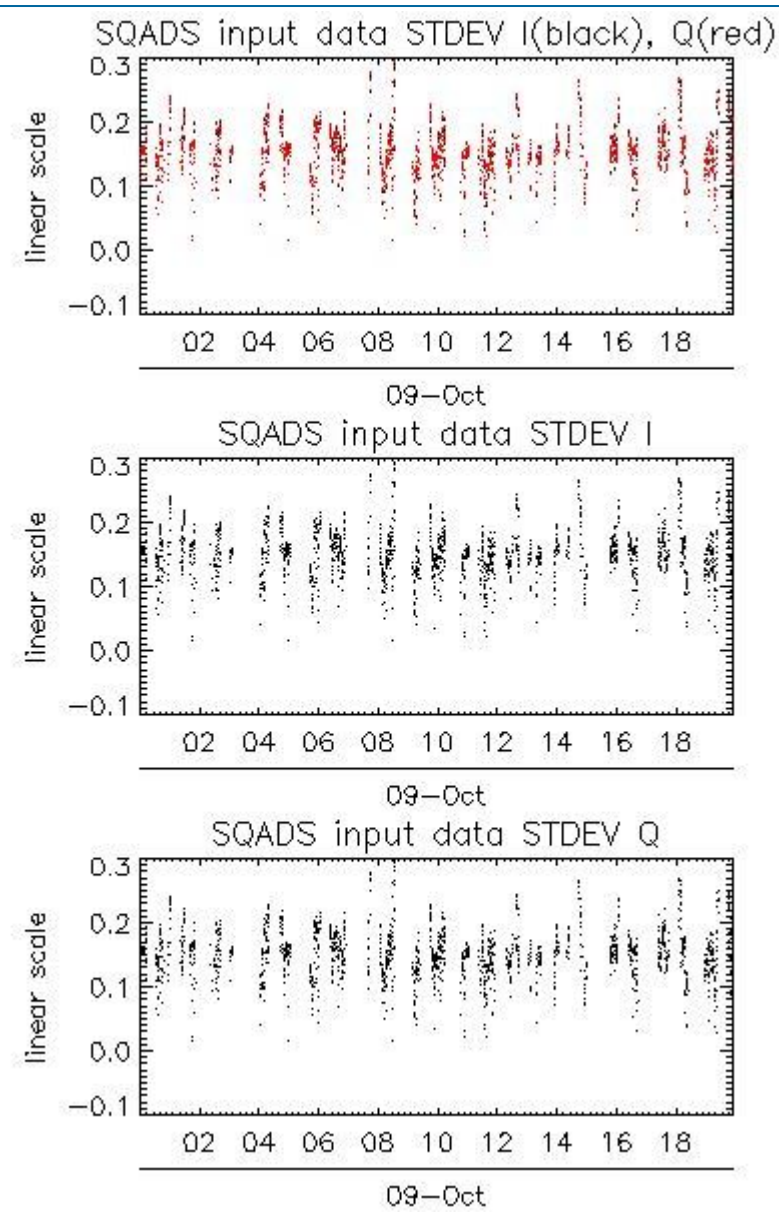 SQADS input data STDEV I(black), Q(red)
0.3
0.2
0.1
0.0
−0.1
linear scale
02 04 06 08 10 12 14 16 18
09−Oct
SQADS input data STDEV I
0.3
0.2
0.1
0.0
−0.1
linear scale
02 04 06 08 10 12 14 16 18
09−Oct
SQADS input data STDEV Q
0.3
0.2
0.1
0.0
−0.1
linear scale
02 04 06 08 10 12 14 16 18
09−Oct